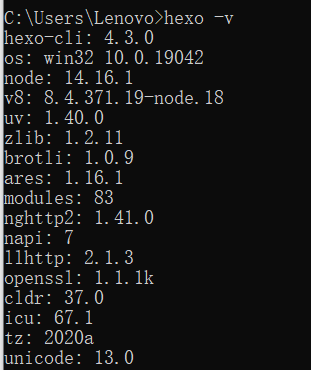 C:\Users\Lenovo>hexo -v
hexo-cli: 4.3.0
os: win32 10.0.19042
node: 14.16.1
v8: 8.4.371.19-node.18
uv: 1.40.0
zlib: 1.2.11
brotli: 1.0.9
ares: 1.16.1
modules: 83
nghttp2: 1.41.0
napi: 7
llhttp: 2.1.3
openssl: 1.1.1k
cldr: 37.0
icu: 67.1
tz: 2020a
unicode: 13.0